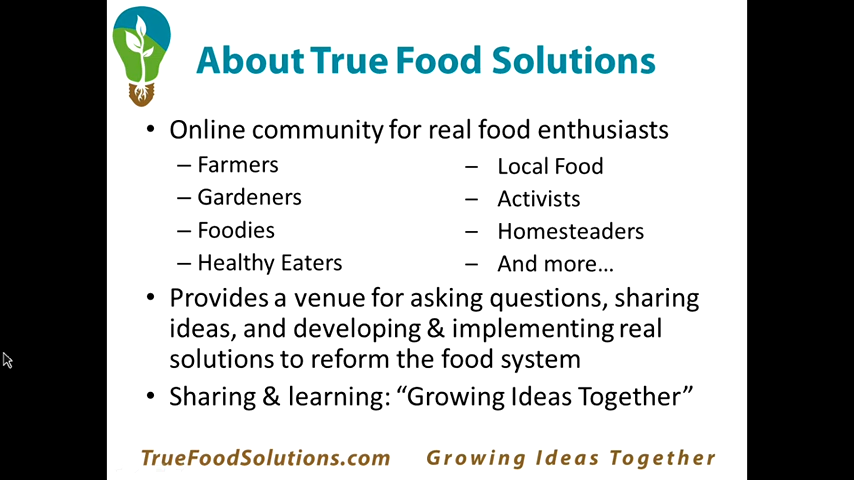 About True Food Solutions
• Online community for real food enthusiasts
– Farmers
– Gardeners
– Foodies
– Healthy Eaters
– Local Food
– Activists
– Homesteaders
– And more…
• Provides a venue for asking questions, sharing
ideas, and developing & implementing real
solutions to reform the food system
• Sharing & learning: “Growing Ideas Together”
TrueFoodSolutions.com Growing Ideas Together